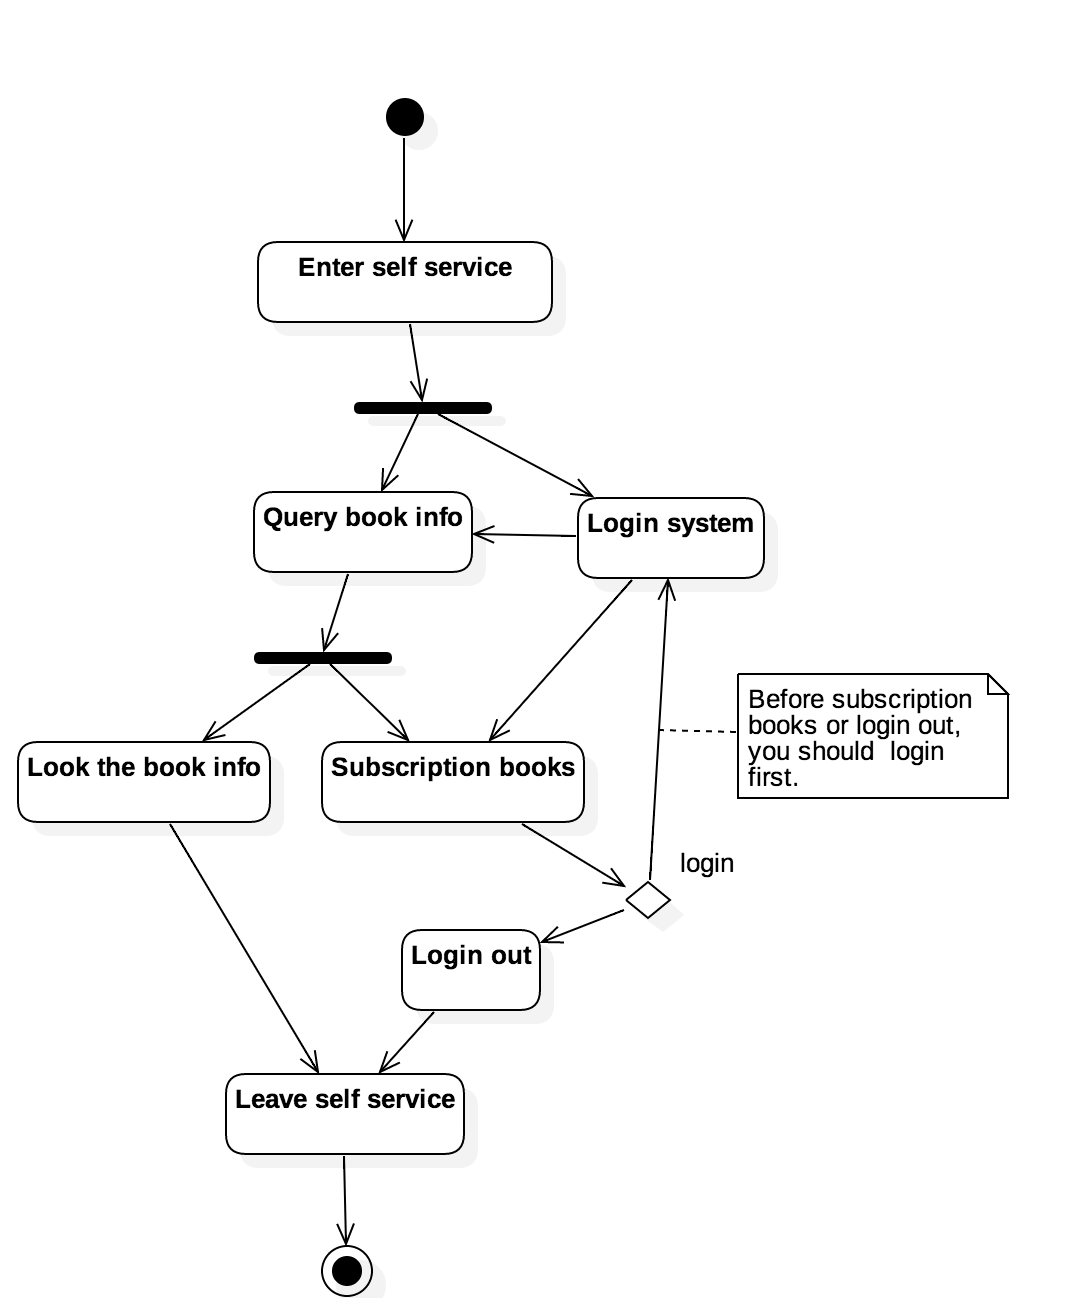 Enter self service
Query book info
Login system
Before subscription
books or login out,
you should  login
first.
Look the book info
Subscription books
login
Login out
Leave self service